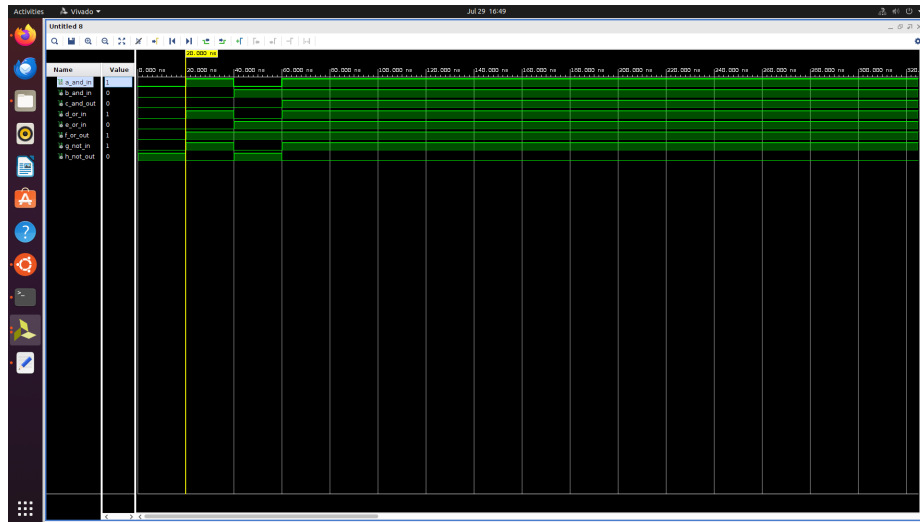 Activities Vivado Jul 29 16:49
Untitled 8
20.000 ns
Name Value 0.000 ns 20.000 ns 40.000 ns 60.000 ns 80.000 ns 100.000 ns 120.000 ns 140.000 ns 160.000 ns 180.000 ns 200.000 ns 220.000 ns 240.000 ns 260.000 ns 280.000 ns 300.000 ns 320.
a_and_in 1
b_and_in 0
c_and_out 0
d_or_in 1
e_or_in 0
f_or_out 1
g_not_in 1
h_not_out 0